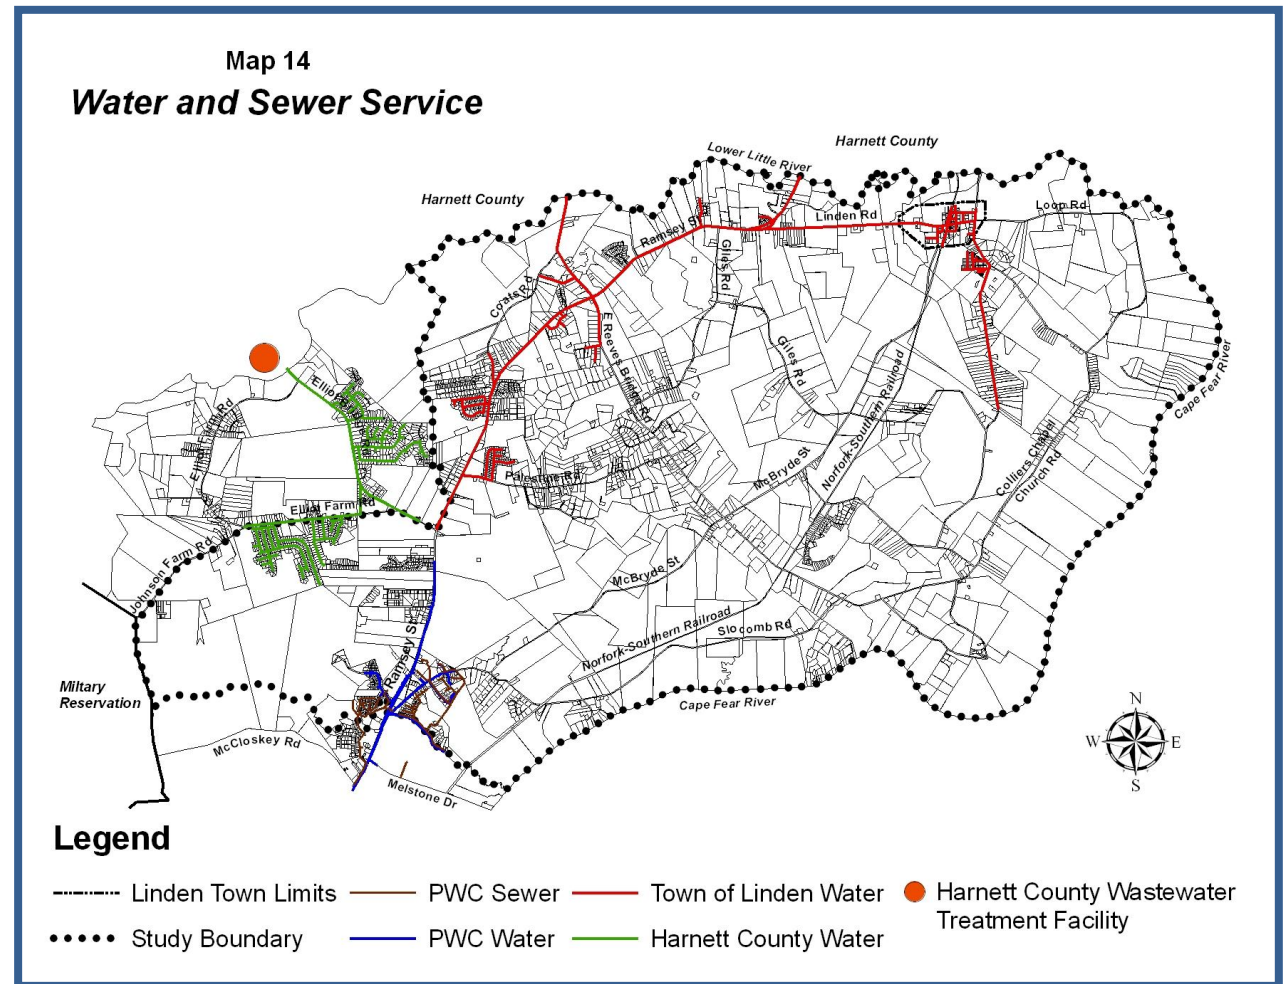 Map 14
Water and Sewer Service
Harnett County
Lower Little River
Harnett County
Loop Rd
Linden Rd
Ramsey St
Giles Rd
Coats Rd
E Reeves Bridge Rd
Giles Rd
Norfork-Southern Railroad
Cape Fear River
Elliot Farm Rd
Palestine Rd
McBryde St
Colliers Chapel
Church Rd
Elliot Farm Rd
Johnson Farm Rd
McBryde St
Norfork-Southern Railroad
Slocomb Rd
Ramsey St
Miltary
Reservation
Cape Fear River
McCloskey Rd
Melstone Dr
N
W
E
S
Legend
Linden Town Limits
PWC Sewer
Town of Linden Water
Harnett County Wastewater
Treatment Facility
Study Boundary
PWC Water
Harnett County Water